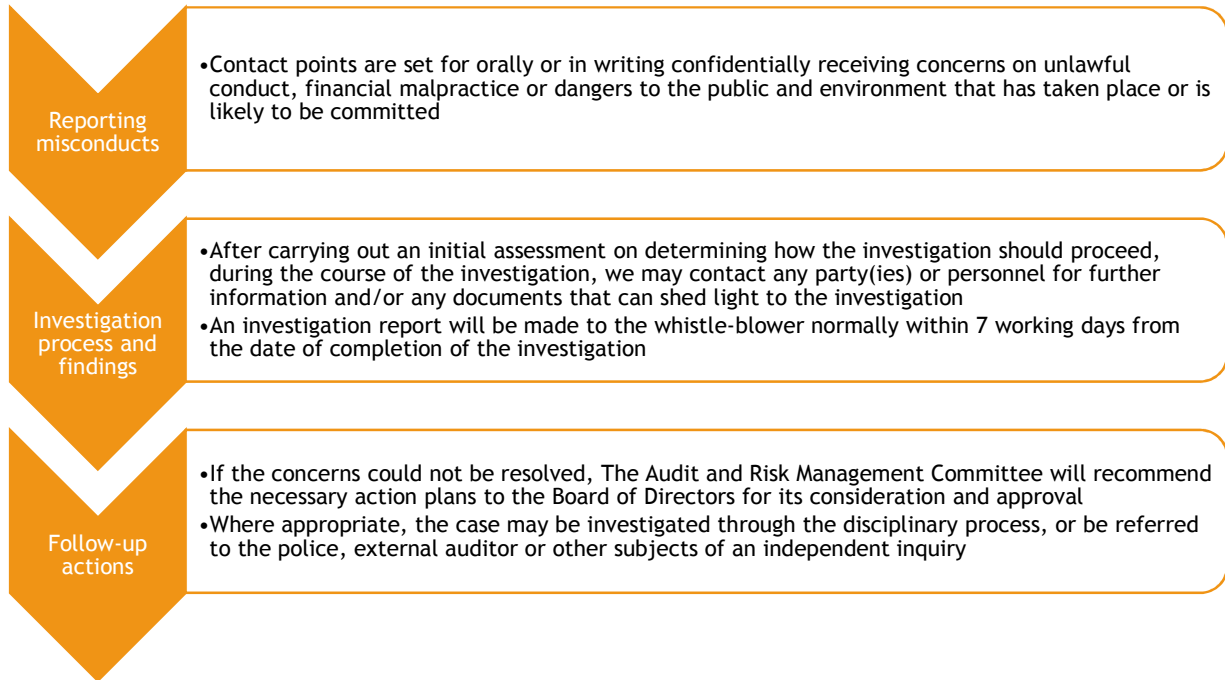 Reporting
misconducts
•Contact points are set for orally or in writing confidentially receiving concerns on unlawful
conduct, financial malpractice or dangers to the public and environment that has taken place or is
likely to be committed
Investigation
process and
findings
•After carrying out an initial assessment on determining how the investigation should proceed,
during the course of the investigation, we may contact any party(ies) or personnel for further
information and/or any documents that can shed light to the investigation
•An investigation report will be made to the whistle-blower normally within 7 working days from
the date of completion of the investigation
Follow-up
actions
•If the concerns could not be resolved, The Audit and Risk Management Committee will recommend
the necessary action plans to the Board of Directors for its consideration and approval
•Where appropriate, the case may be investigated through the disciplinary process, or be referred
to the police, external auditor or other subjects of an independent inquiry